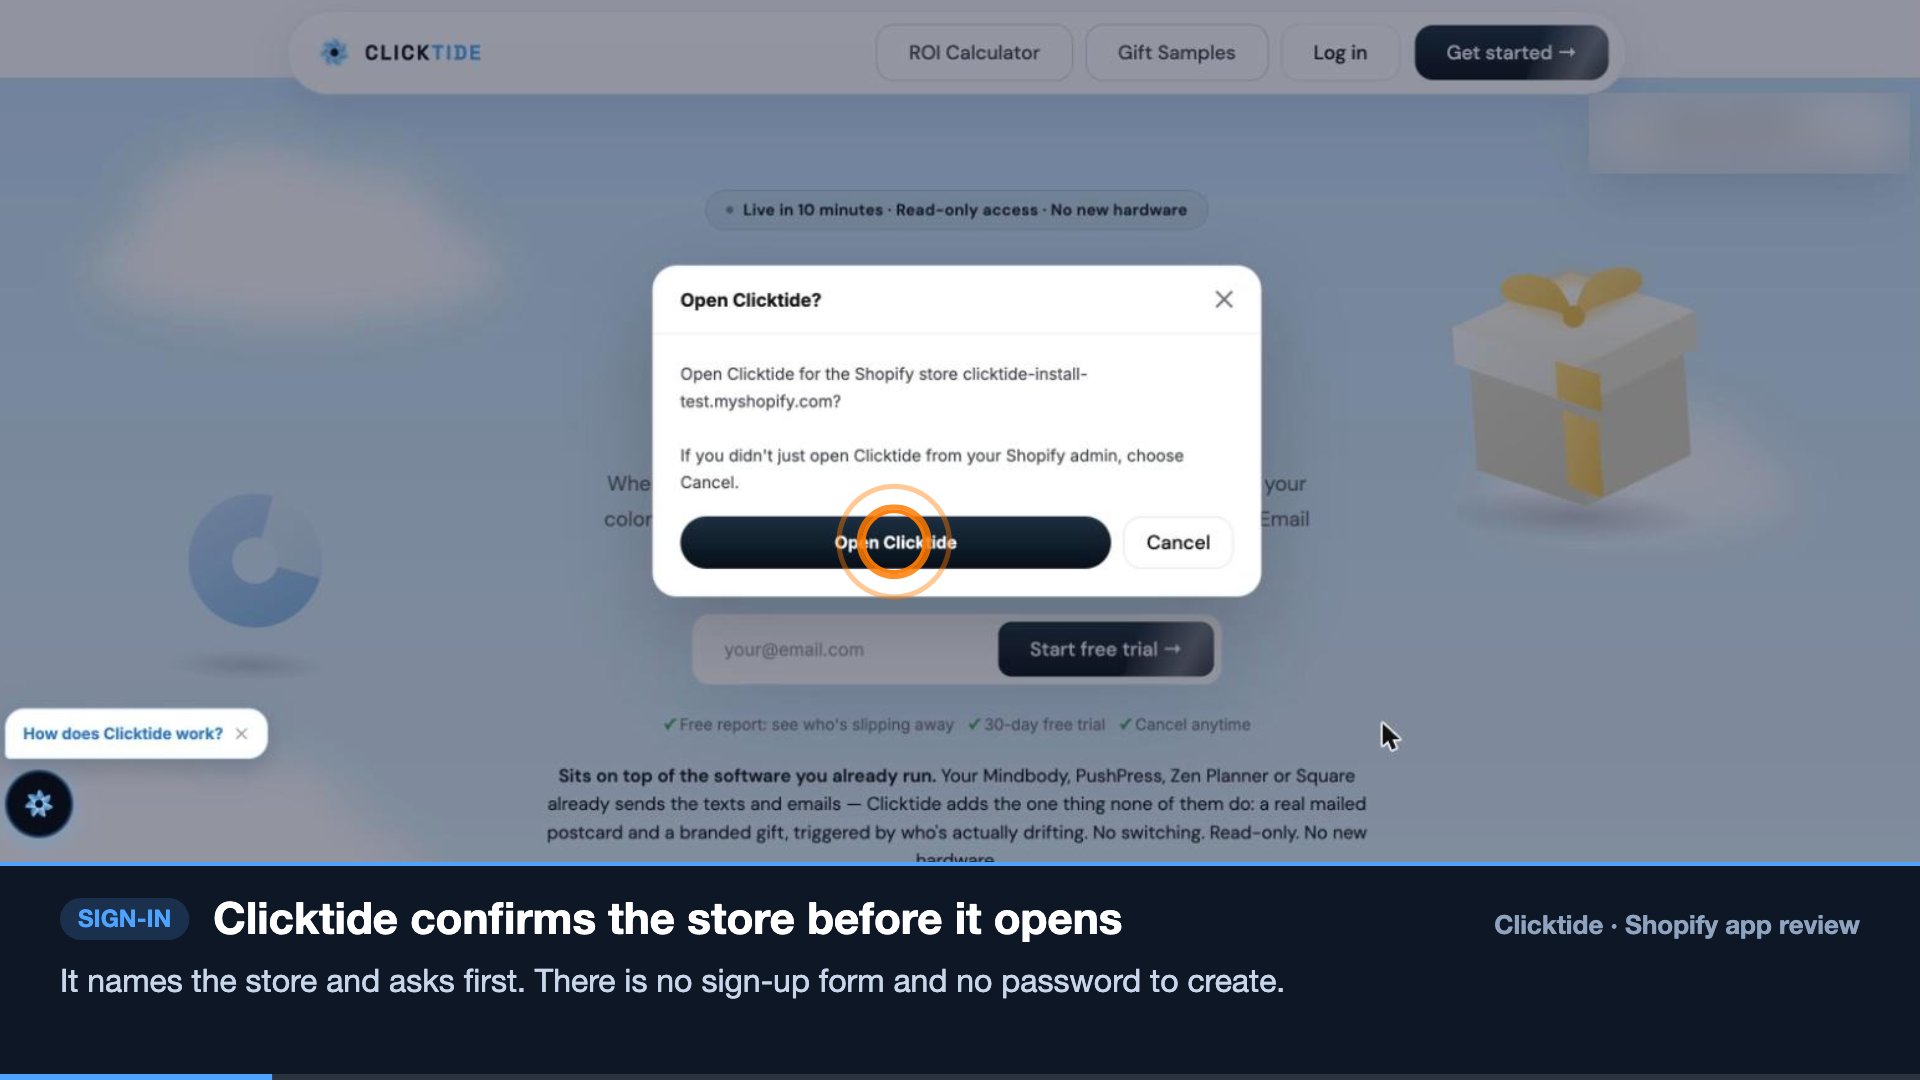 CLICKTIDE
ROI Calculator
Gift Samples
Log in
Get started →
Live in 10 minutes · Read-only access · No new hardware
Open Clicktide?
Open Clicktide for the Shopify store clicktide-install-
test.myshopify.com?
If you didn't just open Clicktide from your Shopify admin, choose
Cancel.
Whe
your
color
Email
Open Clicktide
Cancel
your@email.com
Start free trial →
✓ Free report: see who's slipping away ✓ 30-day free trial ✓ Cancel anytime
How does Clicktide work?
Sits on top of the software you already run. Your Mindbody, PushPress, Zen Planner or Square
already sends the texts and emails — Clicktide adds the one thing none of them do: a real mailed
postcard and a branded gift, triggered by who's actually drifting. No switching. Read-only. No new
hardware.
SIGN-IN
Clicktide confirms the store before it opens
Clicktide · Shopify app review
It names the store and asks first. There is no sign-up form and no password to create.